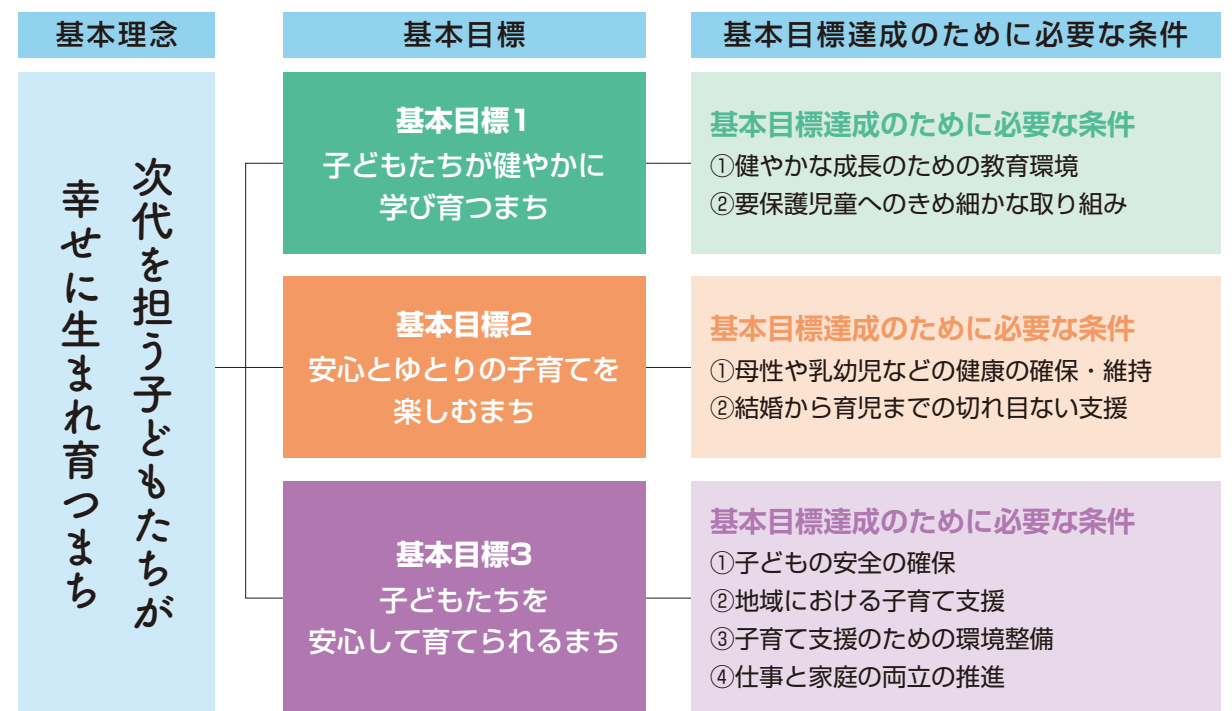 基本理念
基本目標
基本目標達成のために必要な条件
次代を担う子どもたちが
幸せに生まれ育つまち
基本目標1
子どもたちが健やかに
学び育つまち
基本目標達成のために必要な条件
①健やかな成長のための教育環境
②要保護児童へのきめ細かな取り組み
基本目標2
安心とゆとりの子育てを
楽しむまち
基本目標達成のために必要な条件
①母性や乳幼児などの健康の確保・維持
②結婚から育児までの切れ目ない支援
基本目標3
子どもたちを
安心して育てられるまち
基本目標達成のために必要な条件
①子どもの安全の確保
②地域における子育て支援
③子育て支援のための環境整備
④仕事と家庭の両立の推進